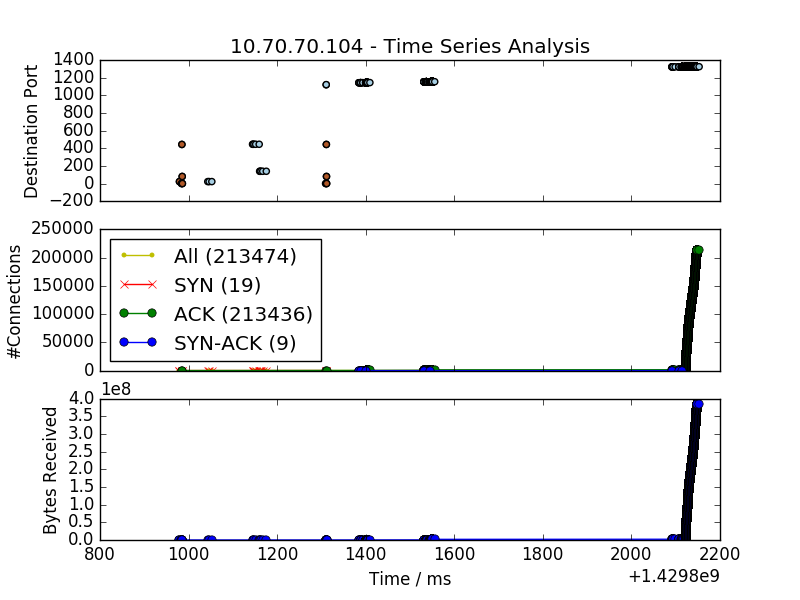 10.70.70.104 - Time Series Analysis
Destination Port
1400
1200
1000
800
600
400
200
0
−200
#Connections
250000
200000
150000
100000
50000
0
All (213474)
SYN (19)
ACK (213436)
SYN-ACK (9)
1e8
Bytes Received
4.0
3.5
3.0
2.5
2.0
1.5
1.0
0.5
0.0
800 1000 1200 1400 1600 1800 2000 2200
Time / ms
+1.4298e9